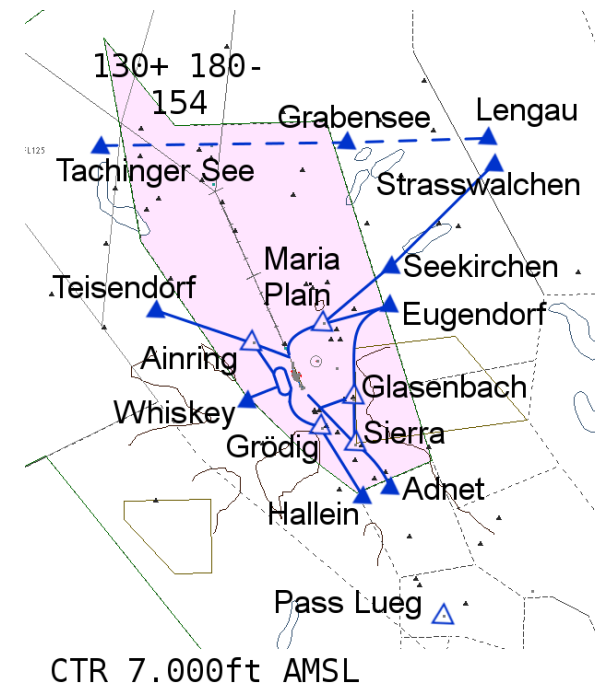 130+ 180-
154
Grabensee
Lengau
FL125
Tachinger See
Strasswalchen
Maria
Plain
Seekirchen
Teisendorf
Eugendorf
Ainring
Glasenbach
Whiskey
Sierra
Grödig
Adnet
Hallein
Pass Lueg
CTR 7.000ft AMSL